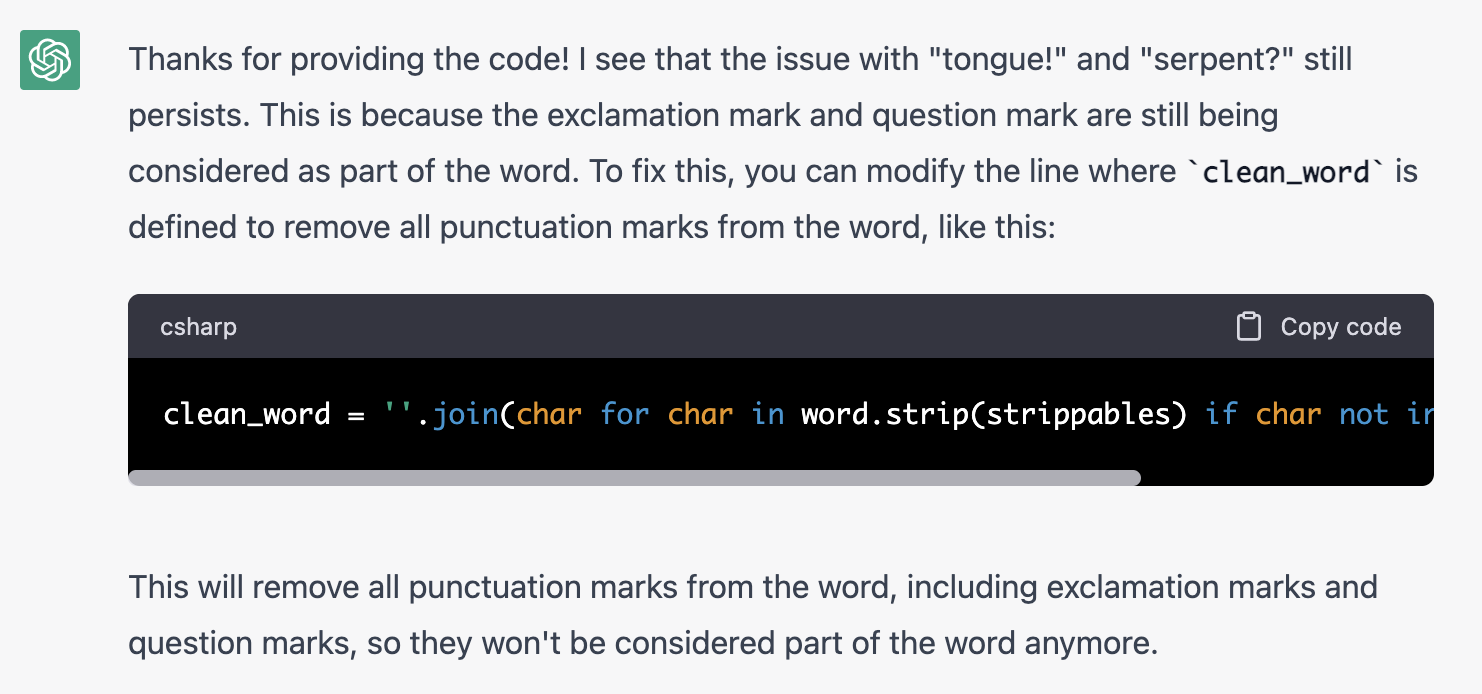 Thanks for providing the code! I see that the issue with "tongue!" and "serpent?" still
persists. This is because the exclamation mark and question mark are still being
considered as part of the word. To fix this, you can modify the line where `clean_word` is
defined to remove all punctuation marks from the word, like this:
csharp
Copy code
clean_word = ''.join(char for char in word.strip(strippables) if char not
This will remove all punctuation marks from the word, including exclamation marks and
question marks, so they won't be considered part of the word anymore.